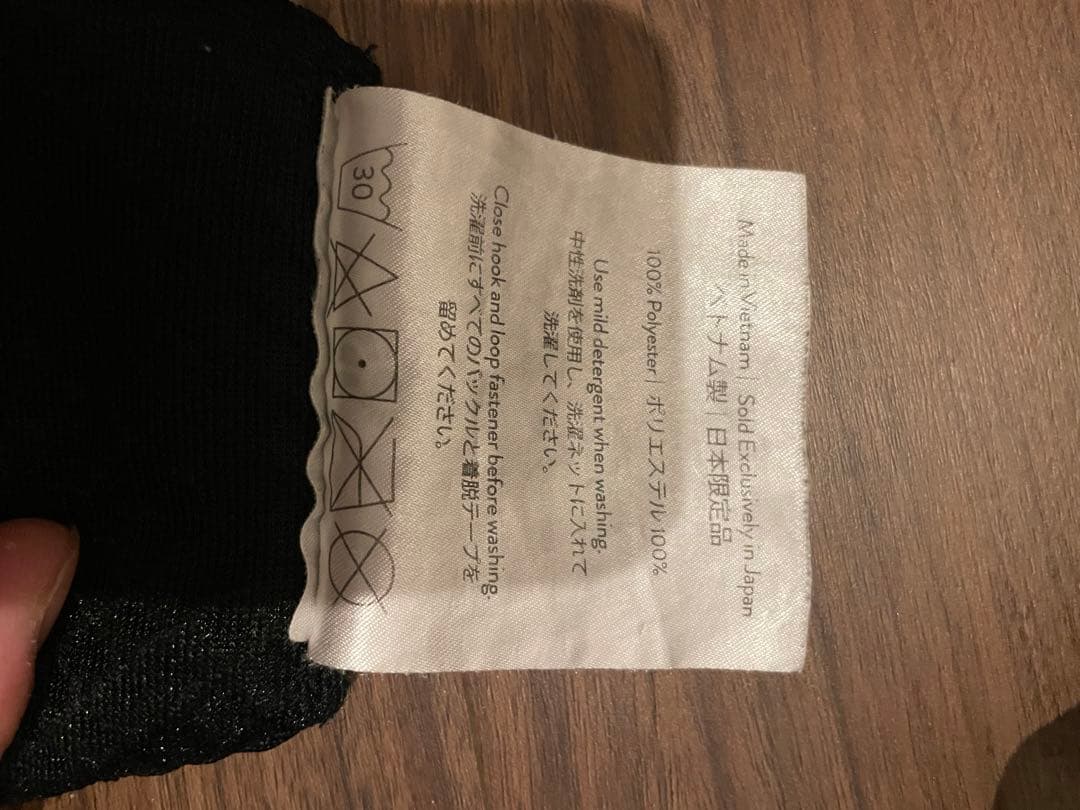 Made in Vietnam | Sold Exclusively in Japan
ベトナム製 | 日本限定品
100% Polyester | ポリエステル100%
Use mild detergent when washing.
中性洗剤を使用し、洗濯ネットに入れて
洗濯してください。
Close hook and loop fastener before washing.
洗濯前にすべてのバックルと着脱テープを
留めてください。
30